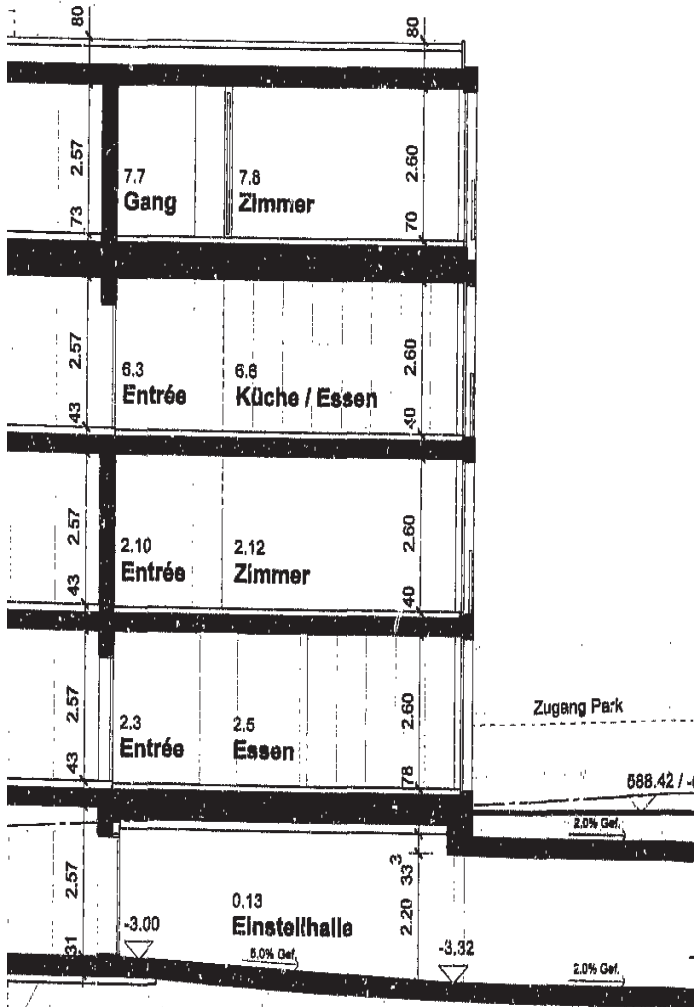 80
80
2.57
2.60
7.7
Gang
7.8
Zimmer
73
70
2.57
2.60
6.3
Entrée
6.6
Küche / Essen
43
40
2.57
2.60
2.10
Entrée
2.12
Zimmer
43
40
2.57
2.60
Zugang Park
2.3
Entrée
2.5
Essen
43
78
688.42 /
2.0% Gef.
3
33
2.57
2.20
0.13
Einstellhalle
-3.00
5.0% Gef.
-3.32
31
2.0% Gef.